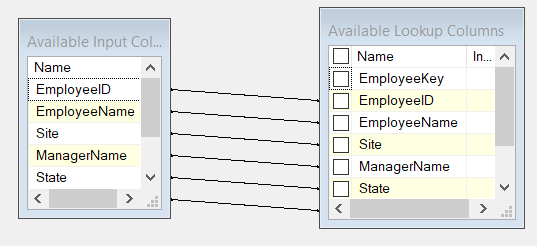 Available Input Col...
Name
EmployeeID
EmployeeName
Site
ManagerName
State
Available Lookup Columns
Name In...
EmployeeKey
EmployeeID
EmployeeName
Site
ManagerName
State